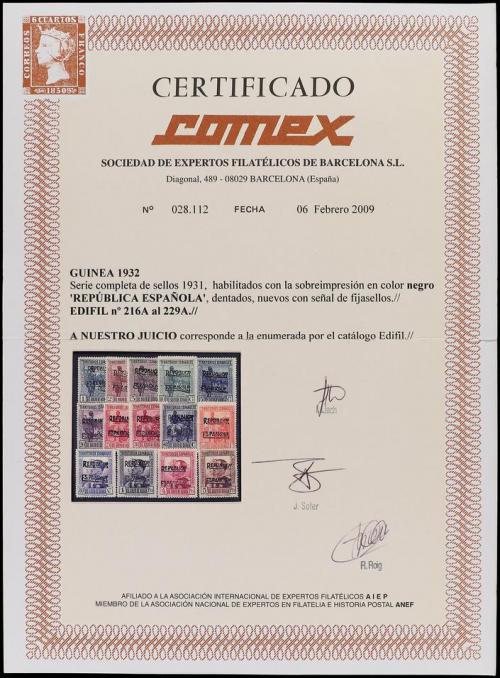 6 CUARTOS
CORREOS
FRANCO
1850
CERTIFICADO
comex
SOCIEDAD DE EXPERTOS FILATÉLICOS DE BARCELONA S.L.
Diagonal, 489 - 08029 BARCELONA (España)
Nº 028.112 FECHA 06 Febrero 2009
GUINEA 1932
Serie completa de sellos 1931, habilitados con la sobreimpresión en color negro
'REPÚBLICA ESPAÑOLA', dentados, nuevos con señal de fijasellos.//
EDIFIL nº 216A al 229A.//
A NUESTRO JUICIO corresponde a la enumerada por el catálogo Edifil.//
J. Soler
R. Roig
AFILIADO A LA ASOCIACIÓN INTERNACIONAL DE EXPERTOS FILATÉLICOS A I E P
MIEMBRO DE LA ASOCIACIÓN NACIONAL DE EXPERTOS EN FILATELIA E HISTORIA POSTAL ANEF